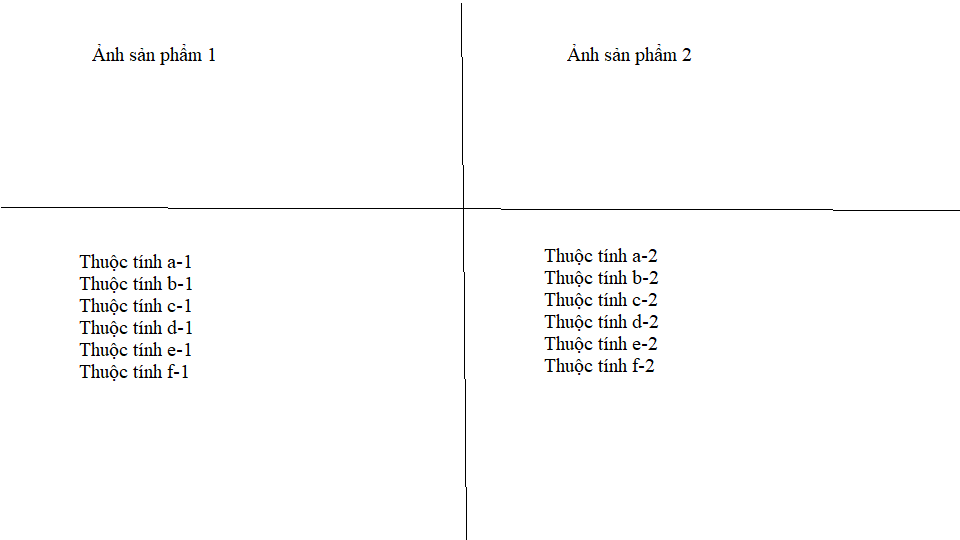 Ảnh sản phẩm 1
Ảnh sản phẩm 2
Thuộc tính a-1
Thuộc tính b-1
Thuộc tính c-1
Thuộc tính d-1
Thuộc tính e-1
Thuộc tính f-1
Thuộc tính a-2
Thuộc tính b-2
Thuộc tính c-2
Thuộc tính d-2
Thuộc tính e-2
Thuộc tính f-2